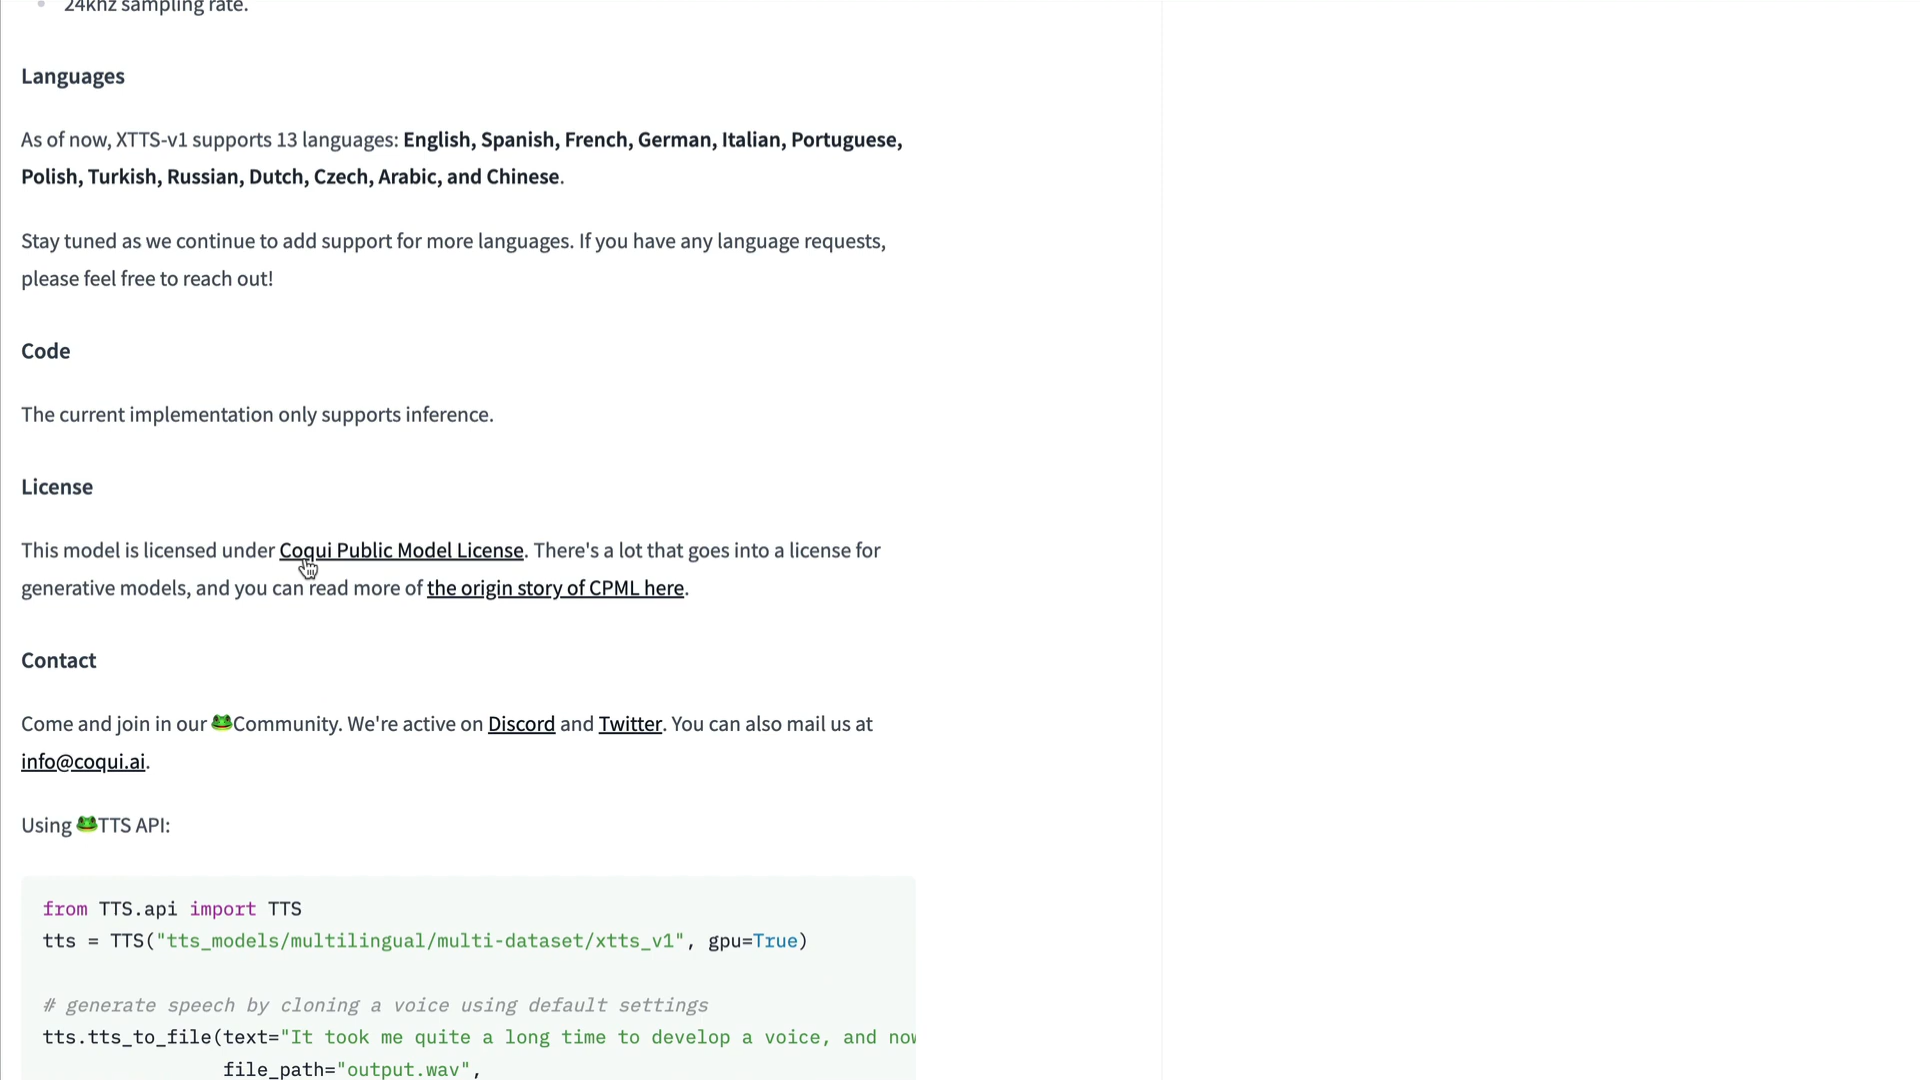 24khz sampling rate.
Languages
As of now, XTTS-v1 supports 13 languages: English, Spanish, French, German, Italian, Portuguese,
Polish, Turkish, Russian, Dutch, Czech, Arabic, and Chinese.
Stay tuned as we continue to add support for more languages. If you have any language requests,
please feel free to reach out!
Code
The current implementation only supports inference.
License
This model is licensed under Coqui Public Model License. There's a lot that goes into a license for
generative models, and you can read more of the origin story of CPML here.
Contact
Come and join in our 🐸Community. We're active on Discord and Twitter. You can also mail us at
info@coqui.ai.
Using 🐸TTS API:
from TTS.api import TTS
tts = TTS("tts_models/multilingual/multi-dataset/xtts_v1", gpu=True)
# generate speech by cloning a voice using default settings
tts.tts_to_file(text="It took me quite a long time to develop a voice, and now
file_path="output.wav",